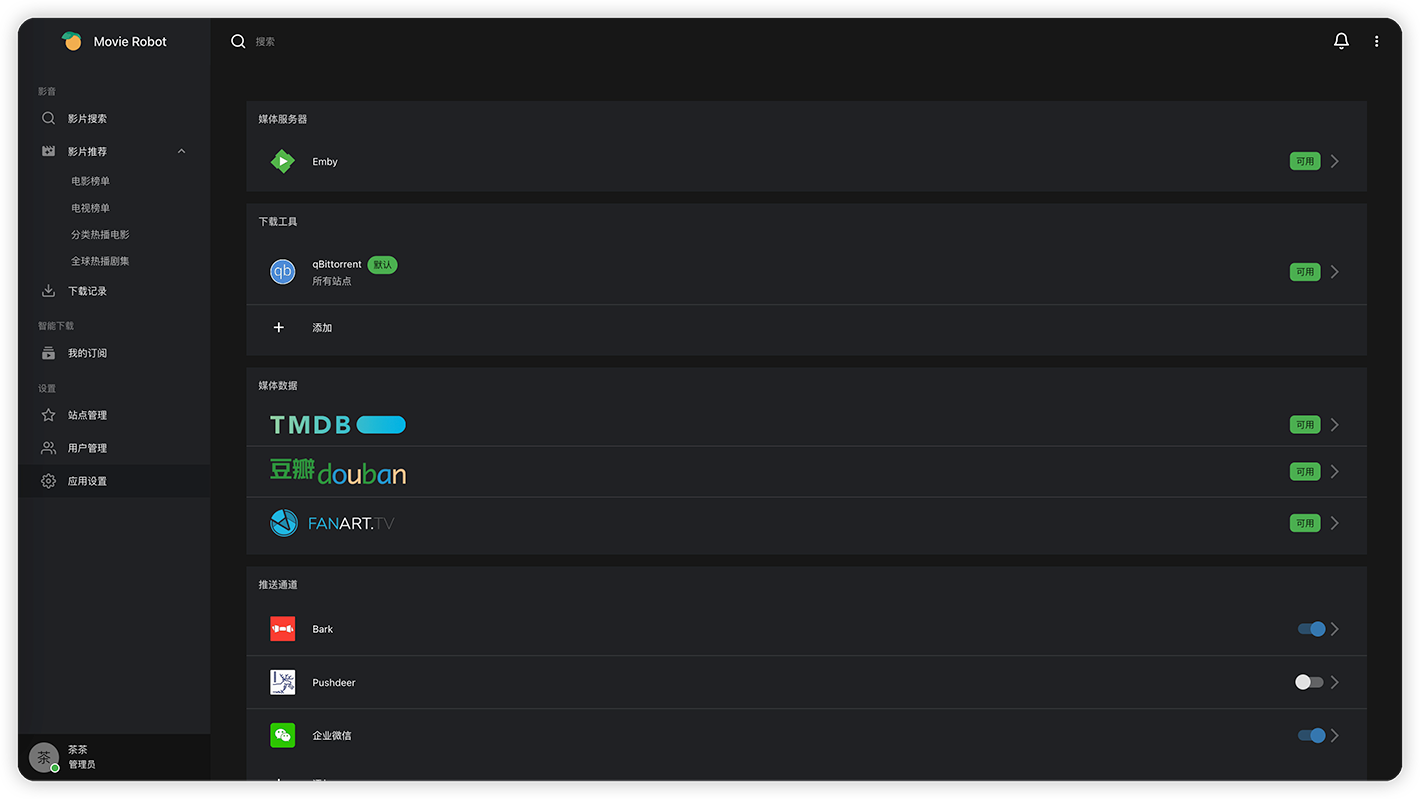 Movie Robot
搜索
影音
影片搜索
影片推荐
电影榜单
电视榜单
分类热播电影
全球热播剧集
下载记录
智能下载
我的订阅
设置
站点管理
用户管理
应用设置
茶
茶茶
管理员
媒体服务器
Emby
可用
下载工具
qb
qBittorrent 默认
所有站点
可用
添加
媒体数据
TMDB
可用
豆瓣douban
可用
FANART.TV
可用
推送通道
Bark
Pushdeer
企业微信